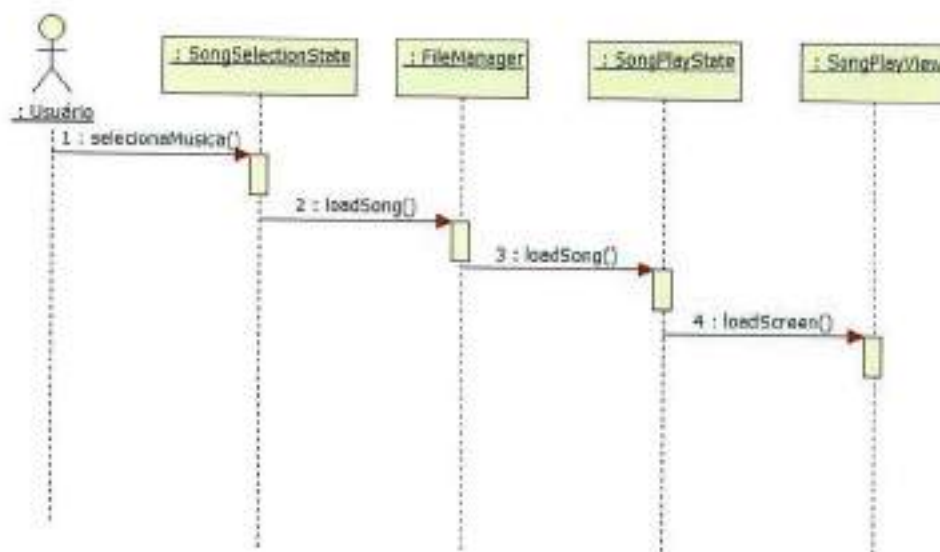 : Usuário
: SongSelectionState
: FileManager
: SongPlayState
: SongPlayView
1 : selecionaMusica()
2 : loadSong()
3 : loadSong()
4 : loadScreen()